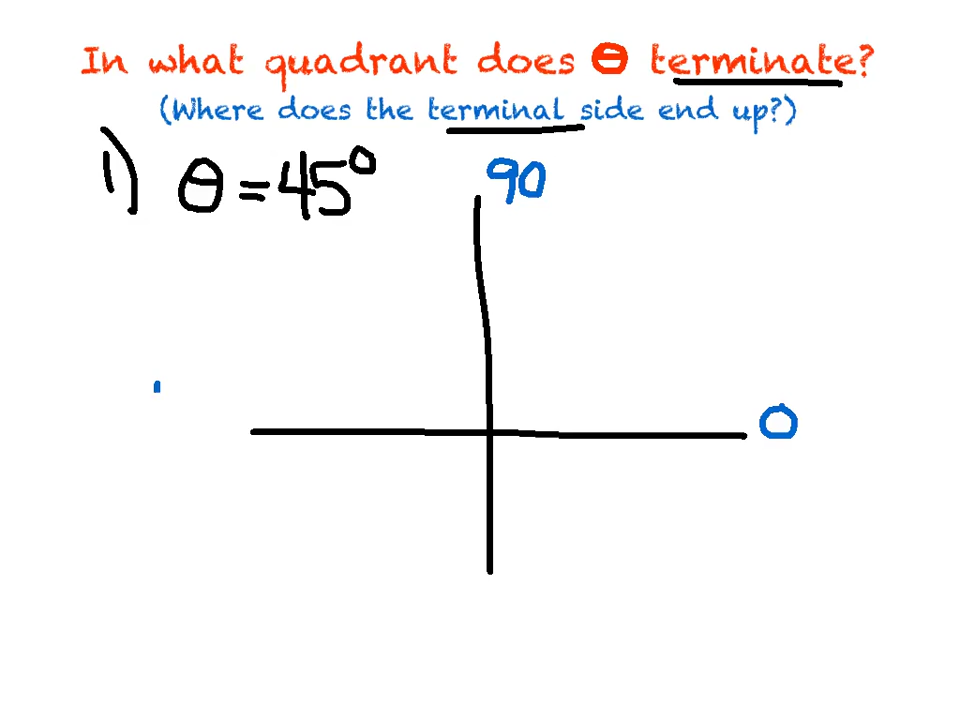 In what quadrant does θ terminate?
(Where does the terminal side end up?)
1) θ = 45°
90
0